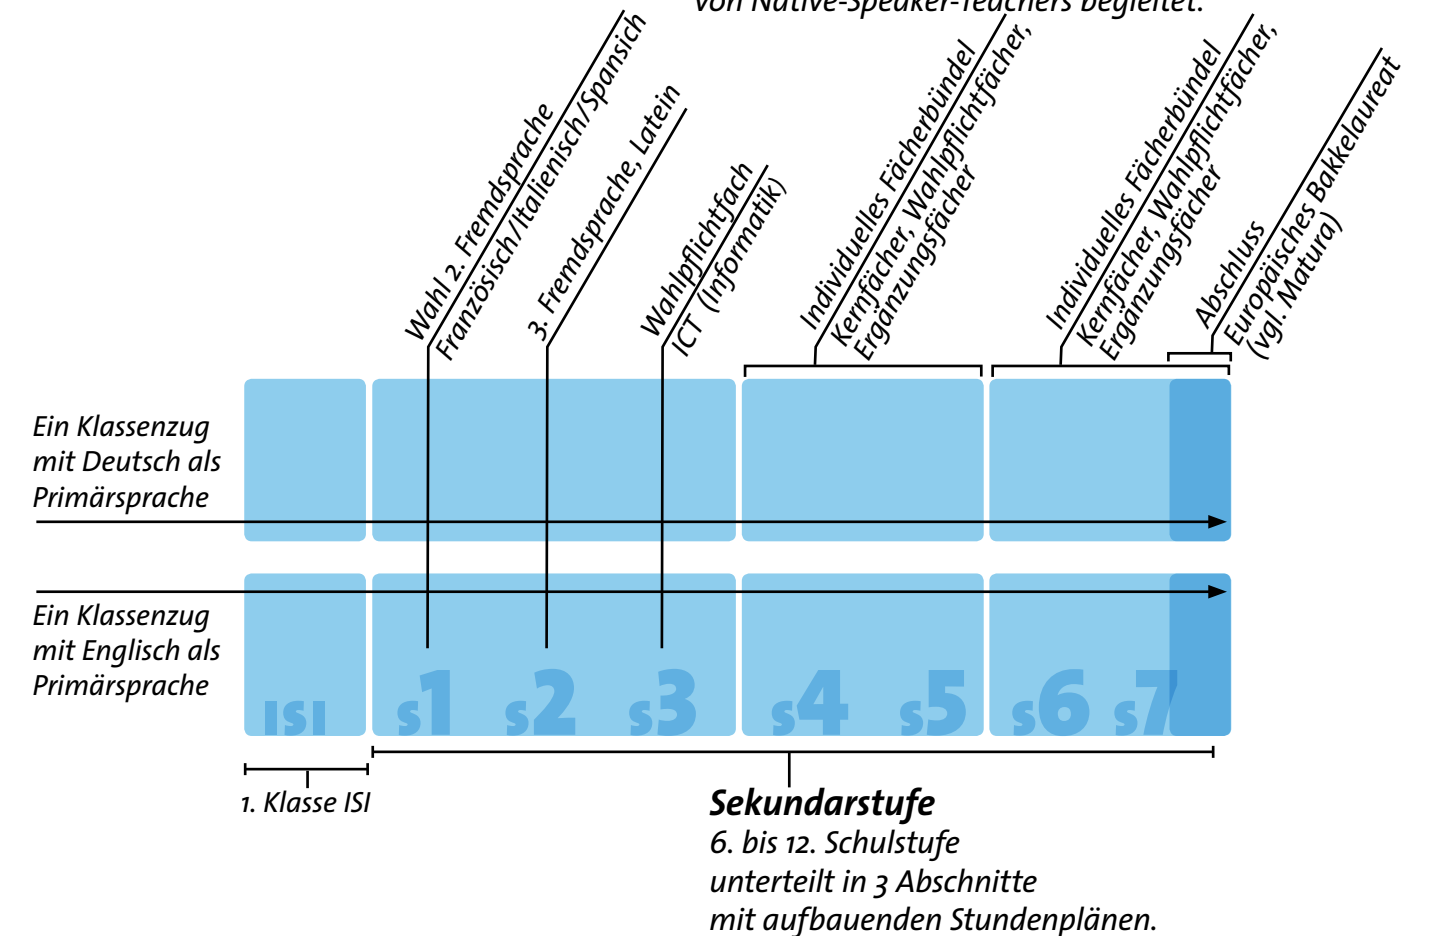 von Native-Speaker-Teachers begleitet.
Wahl 2. Fremdsprache
Französisch/Italienisch/Spansich
3. Fremdsprache, Latein
Wahlpflichtfach
ICT (Informatik)
Individuelles Fächerbündel
Kernfächer, Wahlpflichtfächer,
Ergänzungsfächer
Individuelles Fächerbündel
Kernfächer, Wahlpflichtfächer,
Ergänzungsfächer
Abschluss
Europäisches Bakkelaureat
(vgl. Matura)
Ein Klassenzug
mit Deutsch als
Primärsprache
Ein Klassenzug
mit Englisch als
Primärsprache
ISI s1 s2 s3 s4 s5 s6 s7
1. Klasse ISI
Sekundarstufe
6. bis 12. Schulstufe
unterteilt in 3 Abschnitte
mit aufbauenden Stundenplänen.